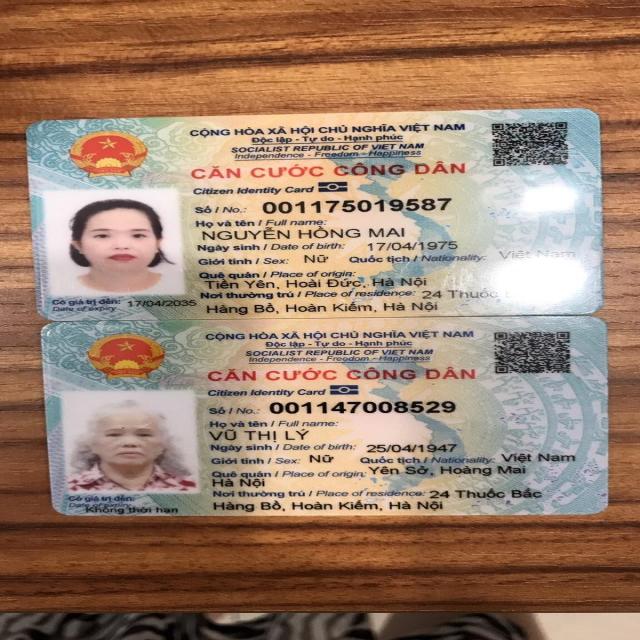 CỘNG HÒA XÃ HỘI CHỦ NGHĨA VIỆT NAM
Độc lập - Tự do - Hạnh phúc
SOCIALIST REPUBLIC OF VIET NAM
Independence - Freedom - Happiness
CĂN CƯỚC CÔNG DÂN
Citizen Identity Card
Số / No.: 001175019587
Họ và tên / Full name:
NGUYỄN HỒNG MAI
Ngày sinh / Date of birth: 17/04/1975
Giới tính / Sex: Nữ Quốc tịch / Nationality: Việt Nam
Quê quán / Place of origin:
Tiền Yên, Hoài Đức, Hà Nội
Nơi thường trú / Place of residence: 24 Thuốc
Hàng Bồ, Hoàn Kiếm, Hà Nội
Có giá trị đến: 17/04/2035
Date of expiry
CỘNG HÒA XÃ HỘI CHỦ NGHĨA VIỆT NAM
Độc lập - Tự do - Hạnh phúc
SOCIALIST REPUBLIC OF VIET NAM
Independence - Freedom - Happiness
CĂN CƯỚC CÔNG DÂN
Citizen Identity Card
Số / No.: 001147008529
Họ và tên / Full name:
VŨ THỊ LÝ
Ngày sinh / Date of birth: 25/04/1947
Giới tính / Sex: Nữ Quốc tịch / Nationality: Việt Nam
Quê quán / Place of origin: Yên Sở, Hoàng Mai
Hà Nội
Nơi thường trú / Place of residence: 24 Thuốc Bắc
Hàng Bồ, Hoàn Kiếm, Hà Nội
Có giá trị đến:
Date of expiry
Không thời hạn